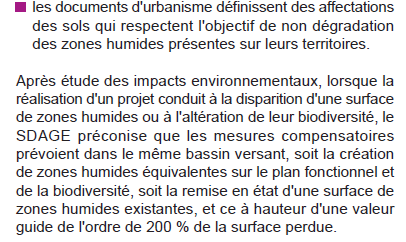 les documents d'urbanisme définissent des affectations
des sols qui respectent l'objectif de non dégradation
des zones humides présentes sur leurs territoires.
Après étude des impacts environnementaux, lorsque la
réalisation d'un projet conduit à la disparition d'une surface
de zones humides ou à l'altération de leur biodiversité, le
SDAGE préconise que les mesures compensatoires
prévoient dans le même bassin versant, soit la création
de zones humides équivalentes sur le plan fonctionnel et
de la biodiversité, soit la remise en état d'une surface de
zones humides existantes, et ce à hauteur d'une valeur
guide de l'ordre de 200 % de la surface perdue.